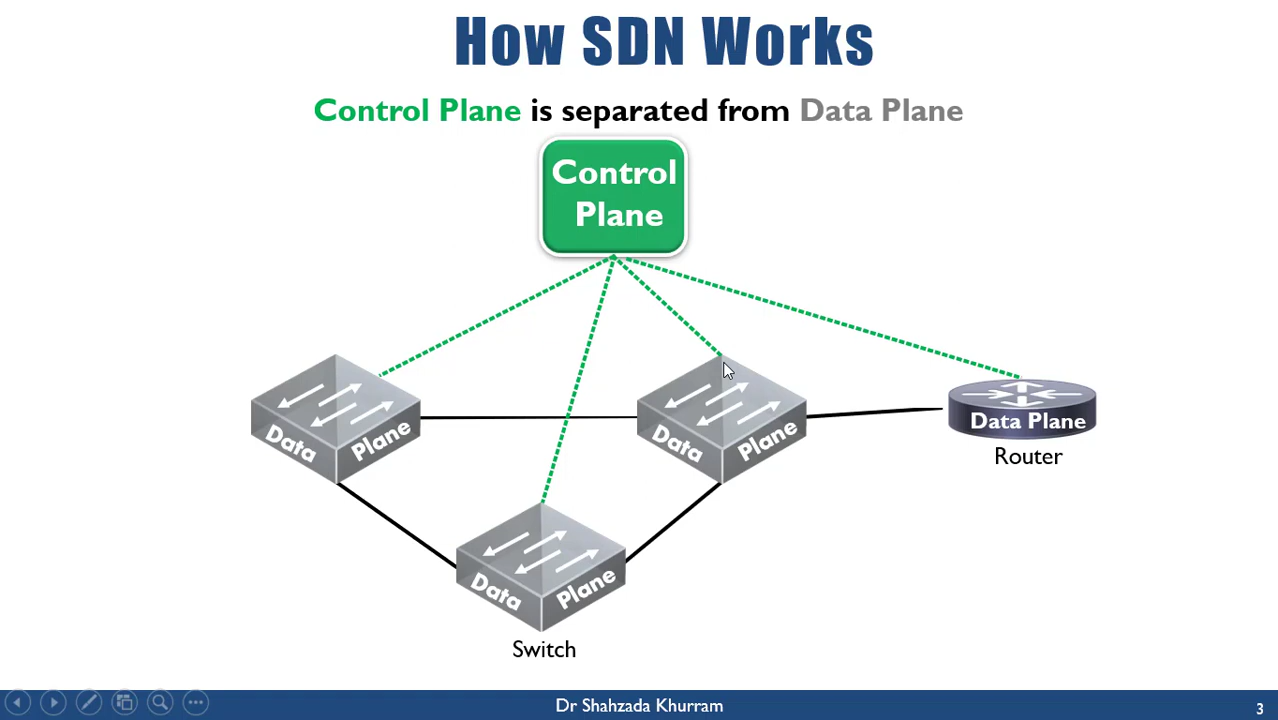 How SDN Works
Control Plane is separated from Data Plane
Control
Plane
Data Plane
Data Plane
Data Plane
Router
Data Plane
Switch
Dr Shahzada Khurram
3